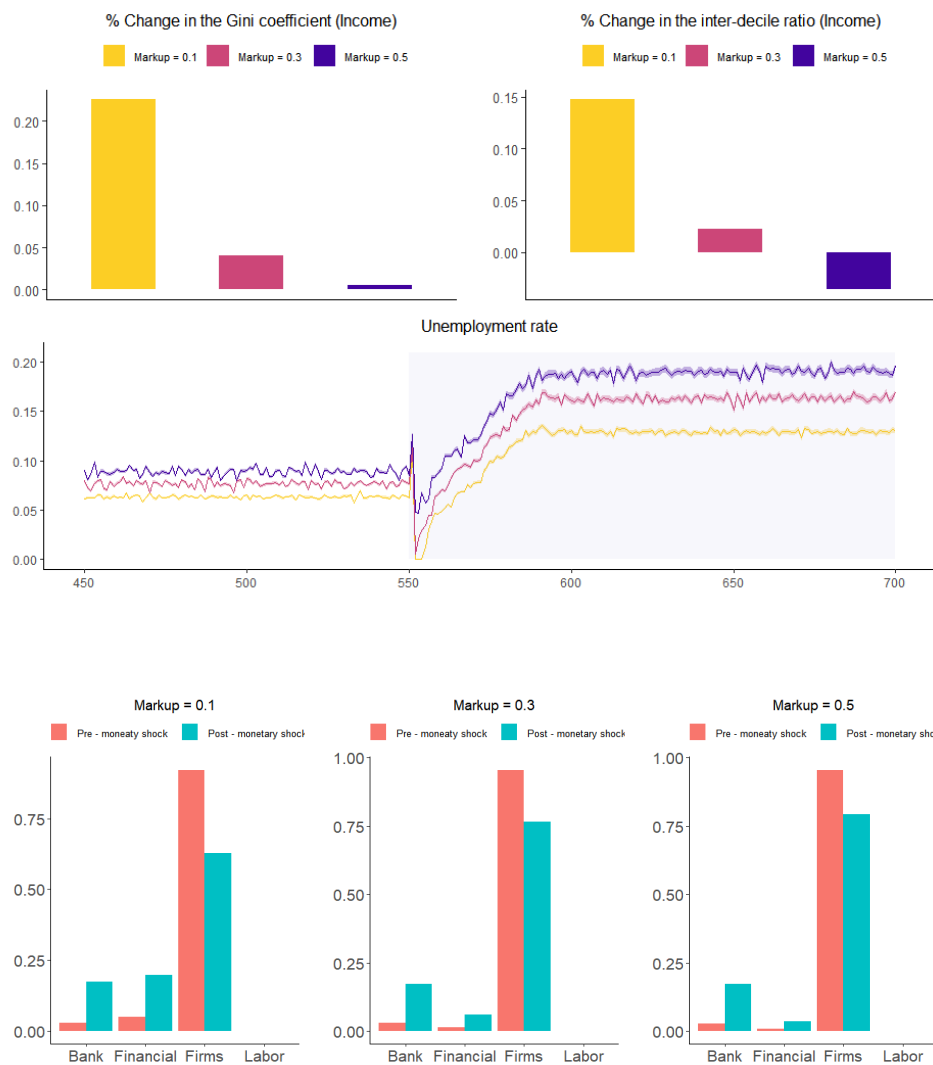 % Change in the Gini coefficient (Income)
% Change in the inter-decile ratio (Income)
Markup = 0.1 Markup = 0.3 Markup = 0.5
Markup = 0.1 Markup = 0.3 Markup = 0.5
0.20
0.15
0.10
0.05
0.00
0.15
0.10
0.05
0.00
Unemployment rate
0.20
0.15
0.10
0.05
0.00
450 500 550 600 650 700
Markup = 0.1
Pre - moneaty shock Post - monetary shock
0.75
0.50
0.25
0.00
Bank Financial Firms Labor
Markup = 0.3
Pre - moneaty shock Post - monetary shock
1.00
0.75
0.50
0.25
0.00
Bank Financial Firms Labor
Markup = 0.5
Pre - moneaty shock Post - monetary sho
1.00
0.75
0.50
0.25
0.00
Bank Financial Firms Labor